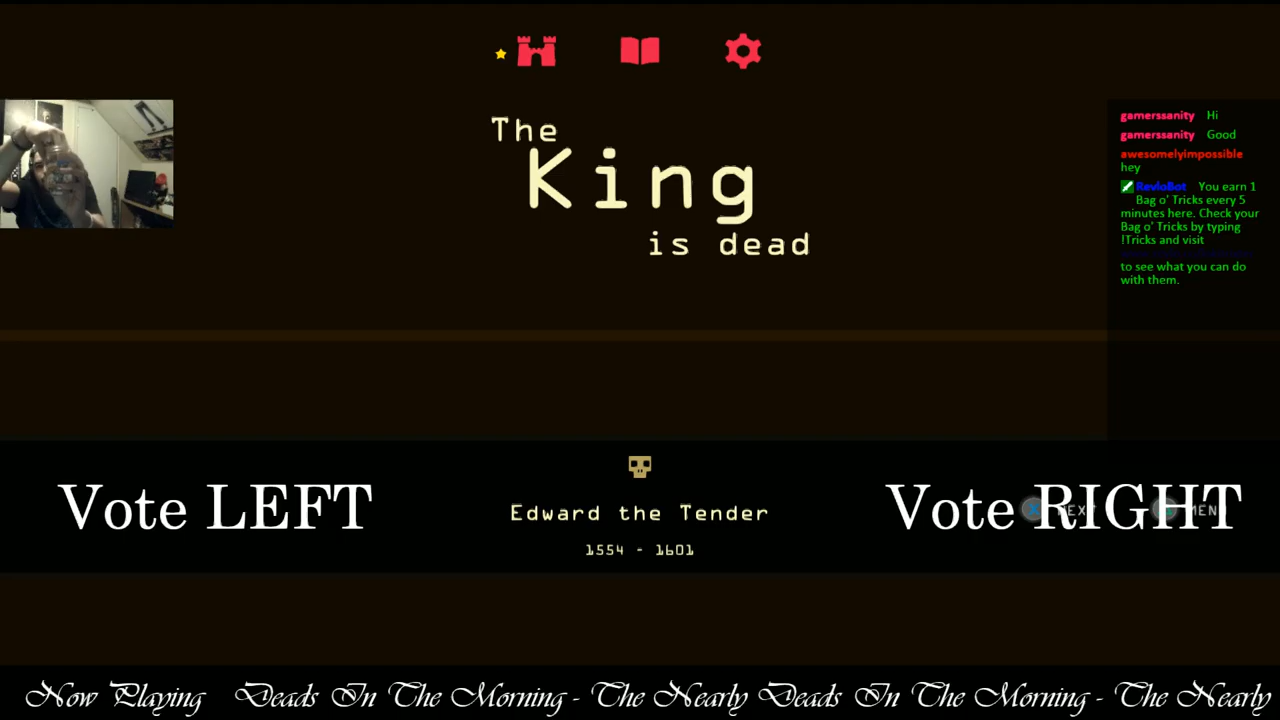 The
King
is dead
gamerssanity Hi
gamerssanity Good
awesomelyimpossible
hey
RevloBot You earn 1
Bag o' Tricks every 5
minutes here. Check your
Bag o' Tricks by typing
!Tricks and visit
to see what you can do
with them.
Vote LEFT
Edward the Tender
1554 - 1601
Vote RIGHT
Now Playing Deads In The Morning - The Nearly Deads In The Morning - The Nearly